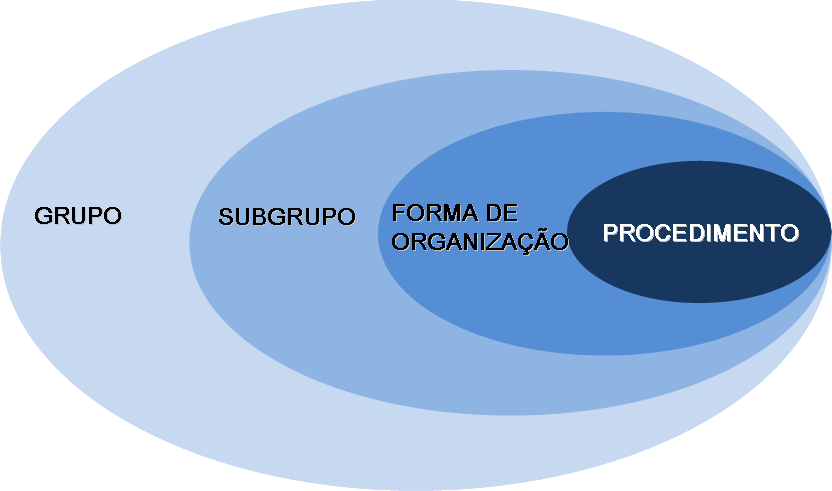 GRUPO
SUBGRUPO
FORMA DE
ORGANIZAÇÃO
PROCEDIMENTO